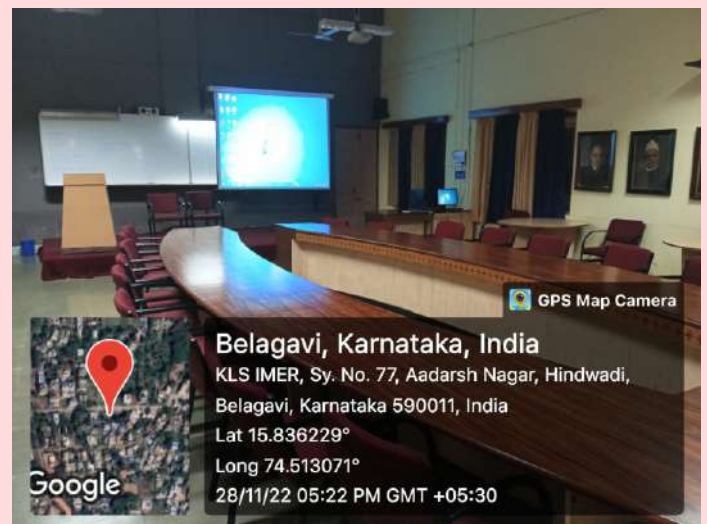 GPS Map Camera
Belagavi, Karnataka, India
KLS IMER, Sy. No. 77, Aadarsh Nagar, Hindwadi,
Belagavi, Karnataka 590011, India
Lat 15.836229°
Long 74.513071°
28/11/22 05:22 PM GMT +05:30
Google